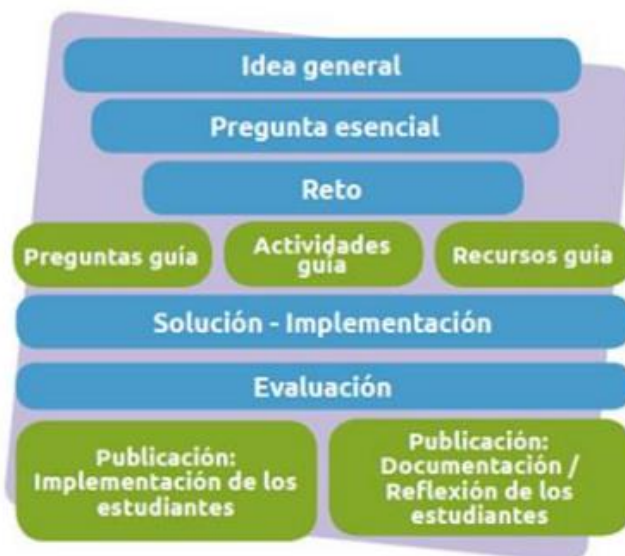 Idea general
Pregunta esencial
Reto
Preguntas guía
Actividades
guía
Recursos guia
Solución - Implementación
Evaluación
Publicación:
Implementación de los
estudiantes
Publicación:
Documentación /
Reflexión de los
estudiantes